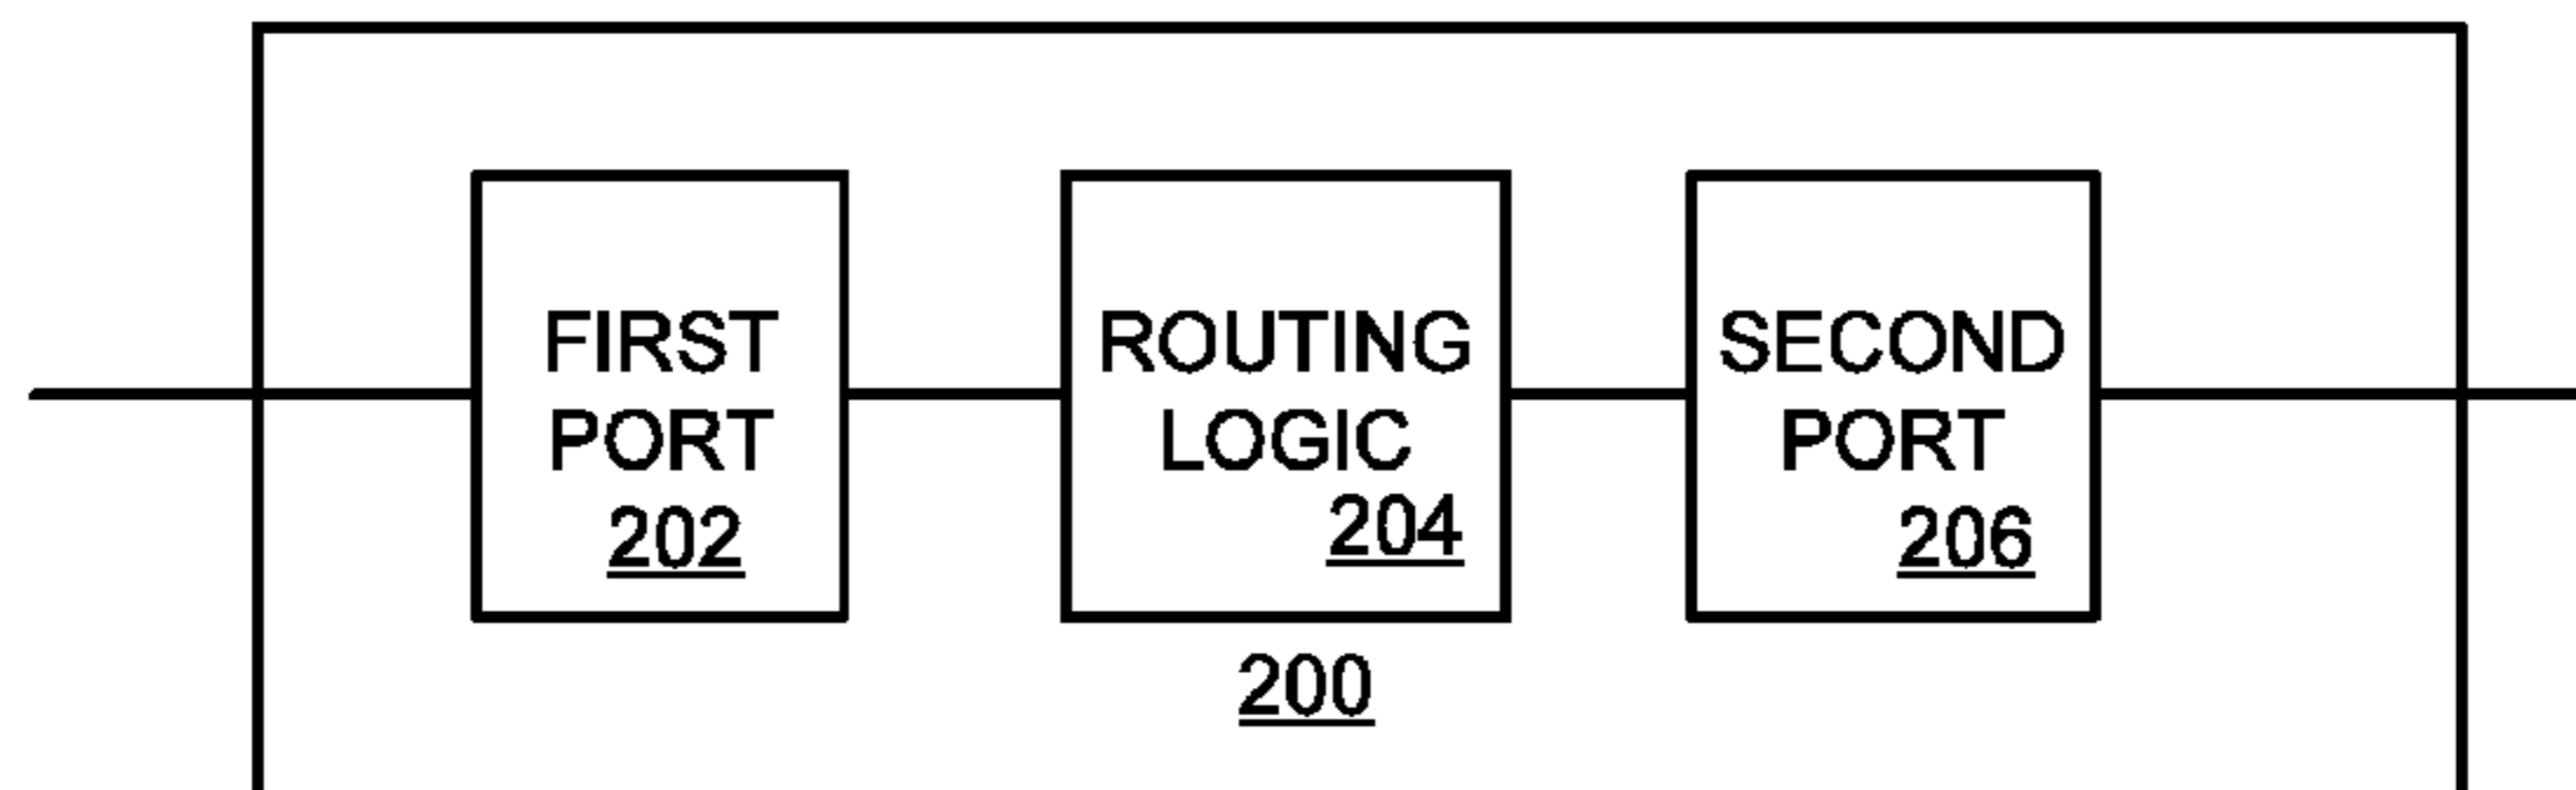 FIRST
PORT
202
ROUTING
LOGIC
204
SECOND
PORT
206
200